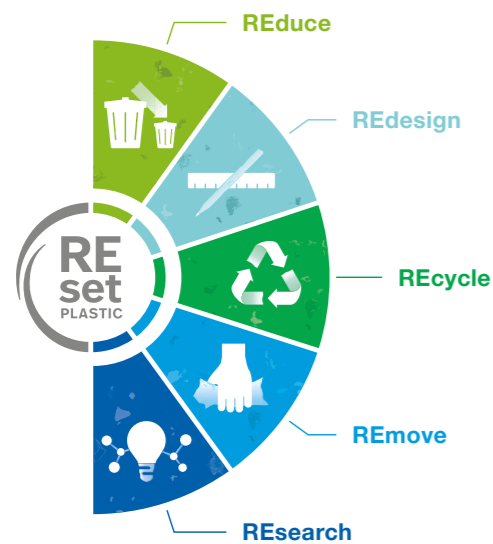 REduce
REdesign
RE
set
PLASTIC
REcycle
REmove
REsearch